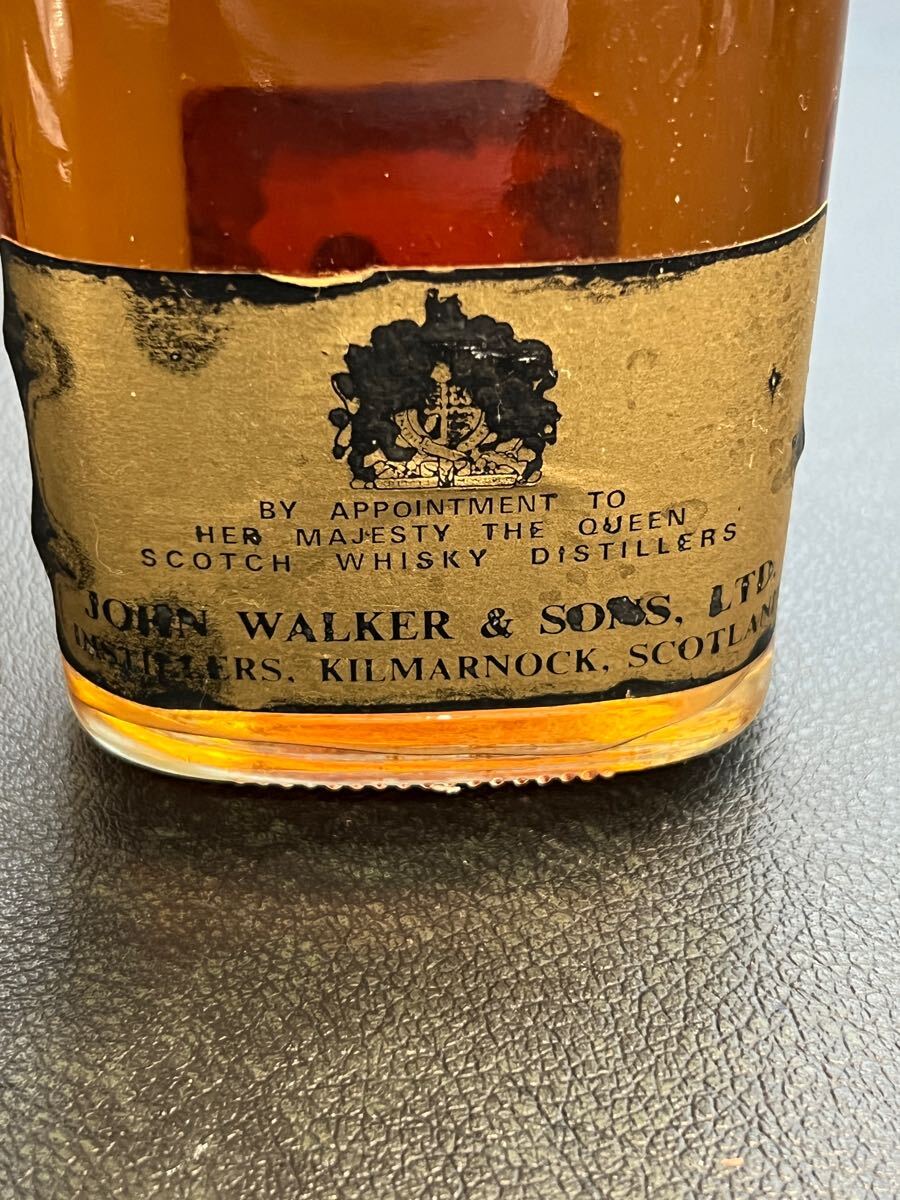 BY APPOINTMENT TO
HER MAJESTY THE QUEEN
SCOTCH WHISKY DISTILLERS
JOHN WALKER & SONS, LTD.
DISTILLERS, KILMARNOCK, SCOTLAND